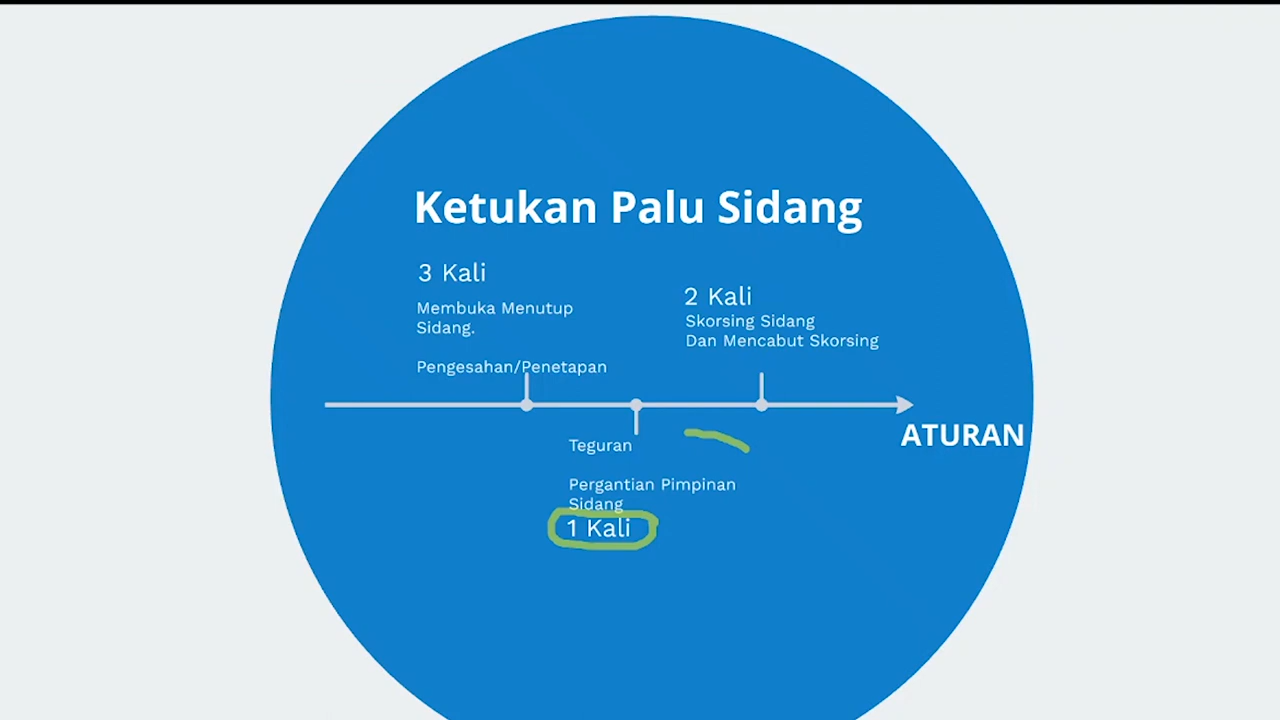 Ketukan Palu Sidang
3 Kali
Membuka Menutup
Sidang.
Pengesahan/Penetapan
2 Kali
Skorsing Sidang
Dan Mencabut Skorsing
ATURAN
Teguran
Pergantian Pimpinan
Sidang
1 Kali